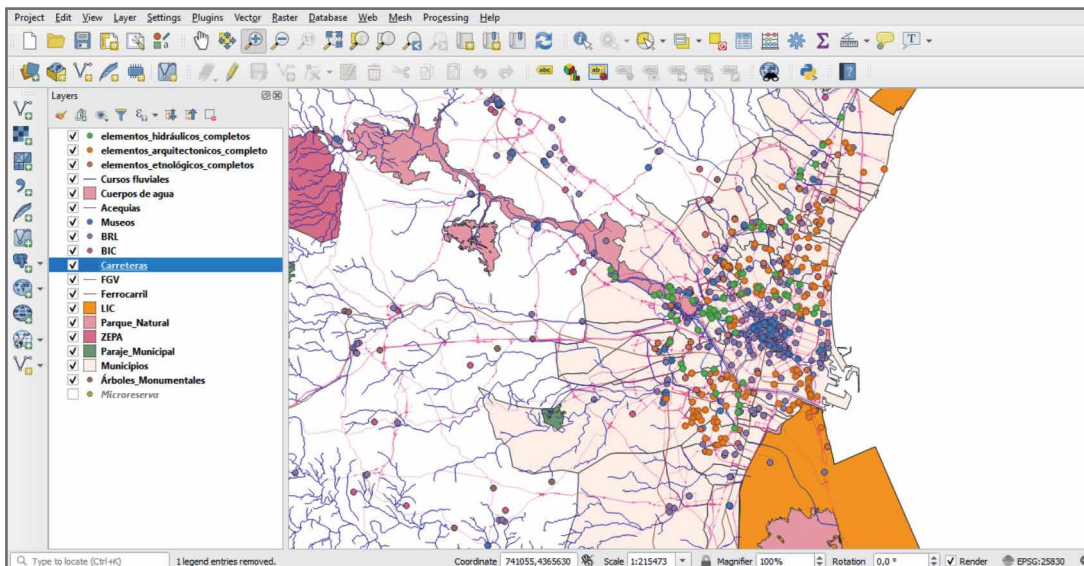 Project Edit View Layer Settings Plugins Vector Raster Database Web Mesh Processing Help
Layers
elementos_hidráulicos_completos
elementos_arquitectonicos_completo
elementos_etnológicos_completos
Cursos fluviales
Cuerpos de agua
Acequias
Museos
BRL
BIC
Carreteras
FGV
Ferrocarril
LIC
Parque_Natural
ZEPA
Paraje_Municipal
Municipios
Árboles_Monumentales
Microreserva
Type to locate (Ctrl+K) 1 legend entries removed. Coordinate 741055,4365630 Scale 1:215473 Magnifier 100% Rotation 0,0 ° Render EPSG:25830